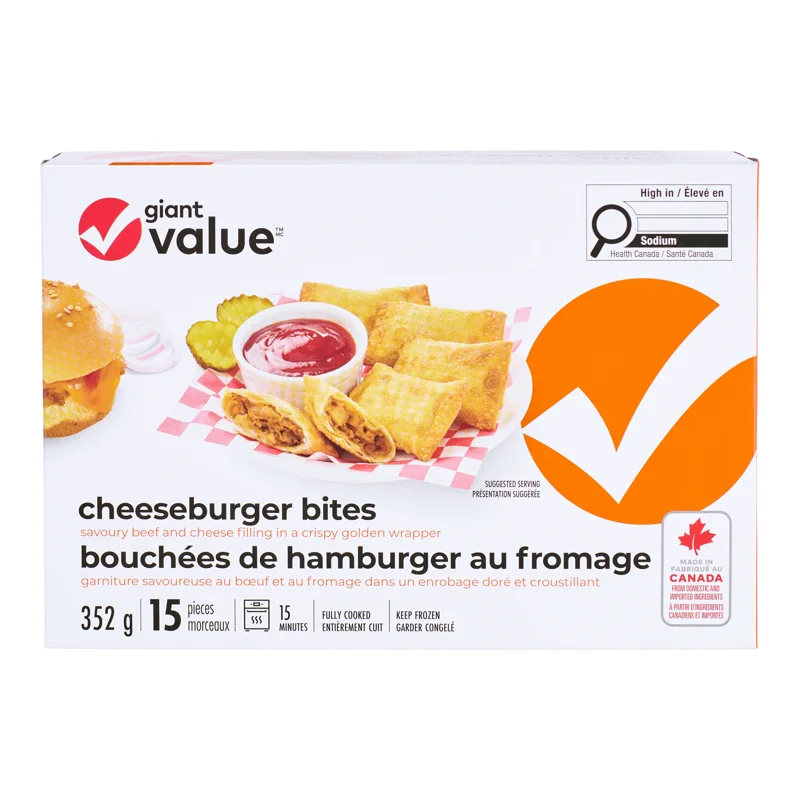 giant
value™
MC
High in / Élevé en
Sodium
Health Canada / Santé Canada
SUGGESTED SERVING
PRÉSENTATION SUGGÉRÉE
cheeseburger bites
savoury beef and cheese filling in a crispy golden wrapper
bouchées de hamburger au fromage
garniture savoureuse au bœuf et au fromage dans un enrobage doré et croustillant
352 g
15 pieces
morceaux
15
MINUTES
FULLY COOKED
ENTIÈREMENT CUIT
KEEP FROZEN
GARDER CONGELÉ
MADE IN
FABRIQUÉ AU
CANADA
FROM DOMESTIC AND
IMPORTED INGREDIENTS
À PARTIR D'INGRÉDIENTS
CANADIENS ET IMPORTÉS